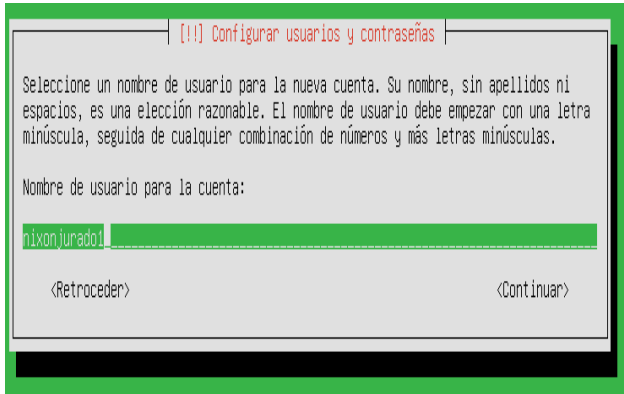 [!!] Configurar usuarios y contraseñas
Seleccione un nombre de usuario para la nueva cuenta. Su nombre, sin apellidos ni
espacios, es una elección razonable. El nombre de usuario debe empezar con una letra
minúscula, seguida de cualquier combinación de números y más letras minúsculas.
Nombre de usuario para la cuenta:
nixonjurado1
<Retroceder> <Continuar>